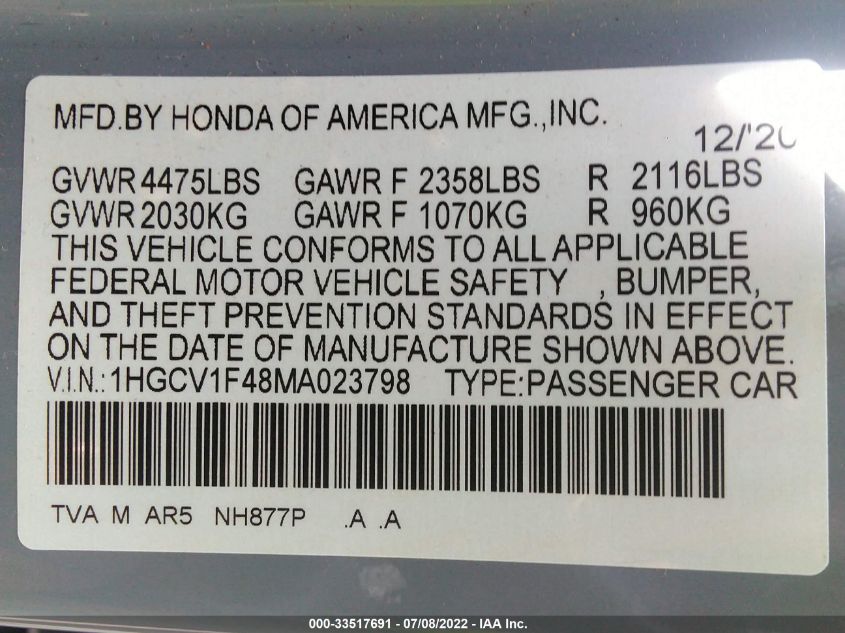 MFD.BY HONDA OF AMERICA MFG.,INC.
12/'20
GVWR 4475LBS GAWR F 2358LBS R 2116LBS
GVWR 2030KG GAWR F 1070KG R 960KG
THIS VEHICLE CONFORMS TO ALL APPLICABLE
FEDERAL MOTOR VEHICLE SAFETY , BUMPER,
AND THEFT PREVENTION STANDARDS IN EFFECT
ON THE DATE OF MANUFACTURE SHOWN ABOVE.
V.I.N.:1HGCV1F48MA023798 TYPE:PASSENGER CAR
TVA M AR5 NH877P .A .A
000-33517691 - 07/08/2022 - IAA Inc.